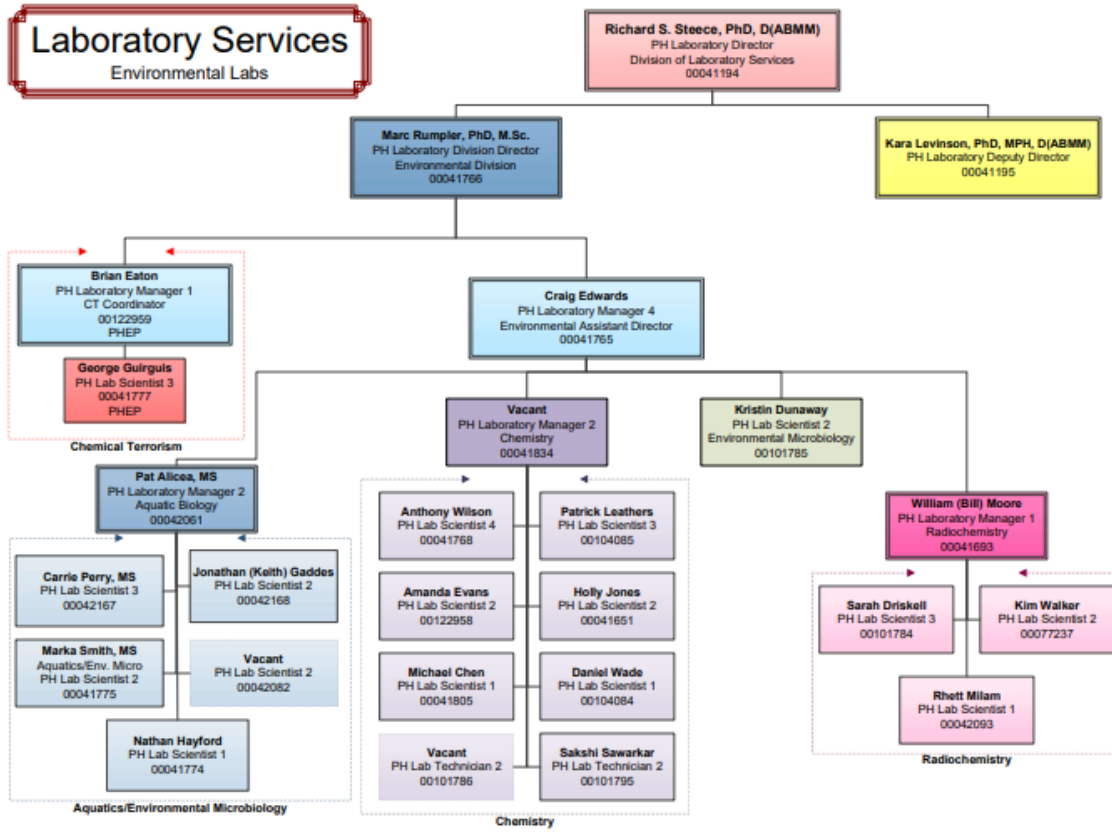 Laboratory Services
Environmental Labs
Richard S. Steece, PhD, D(ABMM)
PH Laboratory Director
Division of Laboratory Services
00041194
Marc Rumpler, PhD, M.Sc.
PH Laboratory Division Director
Environmental Division
00041766
Kara Levinson, PhD, MPH, D(ABMM)
PH Laboratory Deputy Director
00041195
Brian Eaton
PH Laboratory Manager 1
CT Coordinator
00122959
PHEP
George Guirguis
PH Lab Scientist 3
00041777
PHEP
Chemical Terrorism
Craig Edwards
PH Laboratory Manager 4
Environmental Assistant Director
00041765
Pat Alicea, MS
PH Laboratory Manager 2
Aquatic Biology
00042061
Vacant
PH Laboratory Manager 2
Chemistry
00041834
Kristin Dunaway
PH Lab Scientist 2
Environmental Microbiology
00101785
William (Bill) Moore
PH Laboratory Manager 1
Radiochemistry
00041693
Carrie Perry, MS
PH Lab Scientist 3
00042167
Jonathan (Keith) Gaddes
PH Lab Scientist 2
00042168
Marka Smith, MS
Aquatics/Env. Micro
PH Lab Scientist 2
00041775
Vacant
PH Lab Scientist 2
00042082
Nathan Hayford
PH Lab Scientist 1
00041774
Aquatics/Environmental Microbiology
Anthony Wilson
PH Lab Scientist 4
00041768
Patrick Leathers
PH Lab Scientist 3
00104085
Amanda Evans
PH Lab Scientist 2
00122958
Holly Jones
PH Lab Scientist 2
00041651
Michael Chen
PH Lab Scientist 1
00041805
Daniel Wade
PH Lab Scientist 1
00104084
Vacant
PH Lab Technician 2
00101786
Sakshi Sawarkar
PH Lab Technician 2
00101795
Chemistry
Sarah Driskell
PH Lab Scientist 3
00101784
Kim Walker
PH Lab Scientist 2
00077237
Rhett Milam
PH Lab Scientist 1
00042093
Radiochemistry